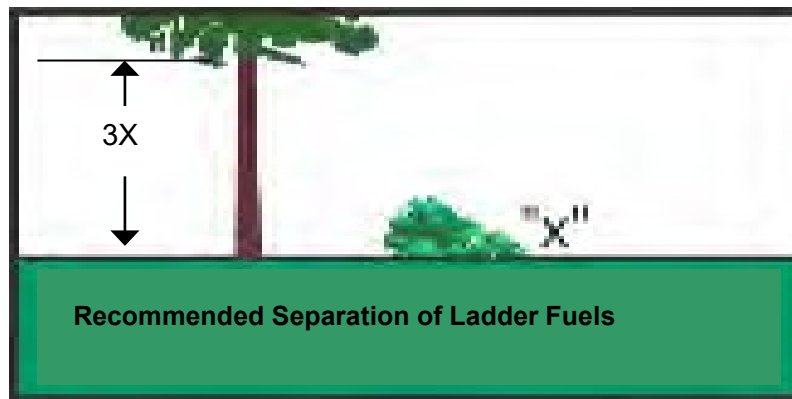 3X
"X"
Recommended Separation of Ladder Fuels